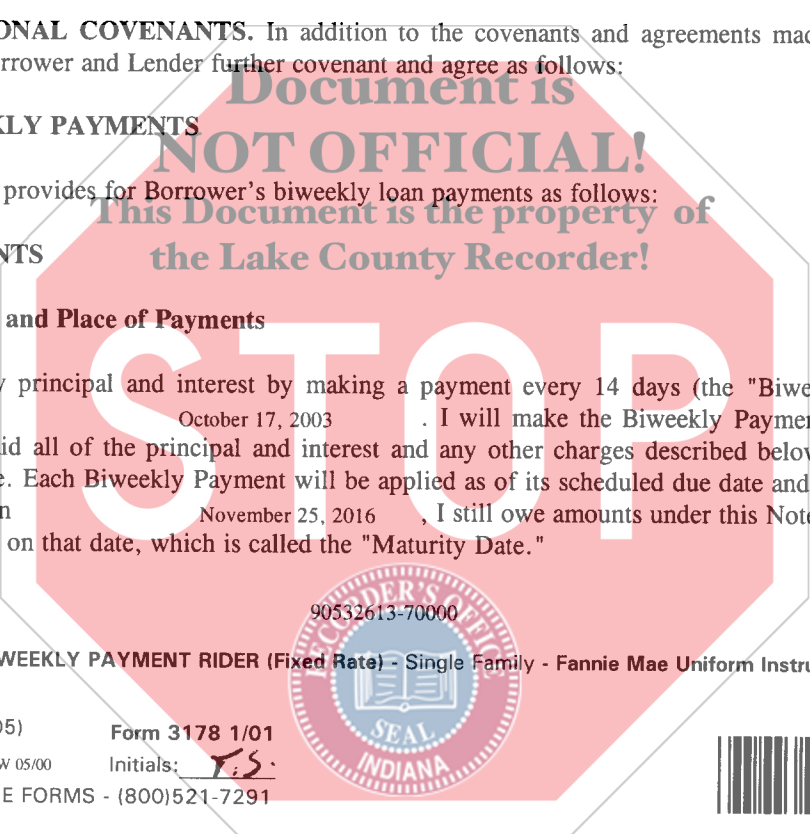 ONAL COVENANTS. In addition to the covenants and agreements mad
rrower and Lender further covenant and agree as follows:
Document is
KLY PAYMENTS
NOT OFFICIAL!
provides for Borrower's biweekly loan payments as follows:
This Document is the property of
NTS
the Lake County Recorder!
and Place of Payments
STOP
y principal and interest by making a payment every 14 days (the "Biwe
October 17, 2003 . I will make the Biweekly Paymen
id all of the principal and interest and any other charges described belov
e. Each Biweekly Payment will be applied as of its scheduled due date and
n November 25, 2016 , I still owe amounts under this Note
on that date, which is called the "Maturity Date."
90532613-70000
RECORDER'S OFFICE
WEEKLY PAYMENT RIDER (Fixed Rate) - Single Family - Fannie Mae Uniform Instru
SEAL
INDIANA
05)
Form 3178 1/01
W 05/00
Initials: T.S.
E FORMS - (800)521-7291